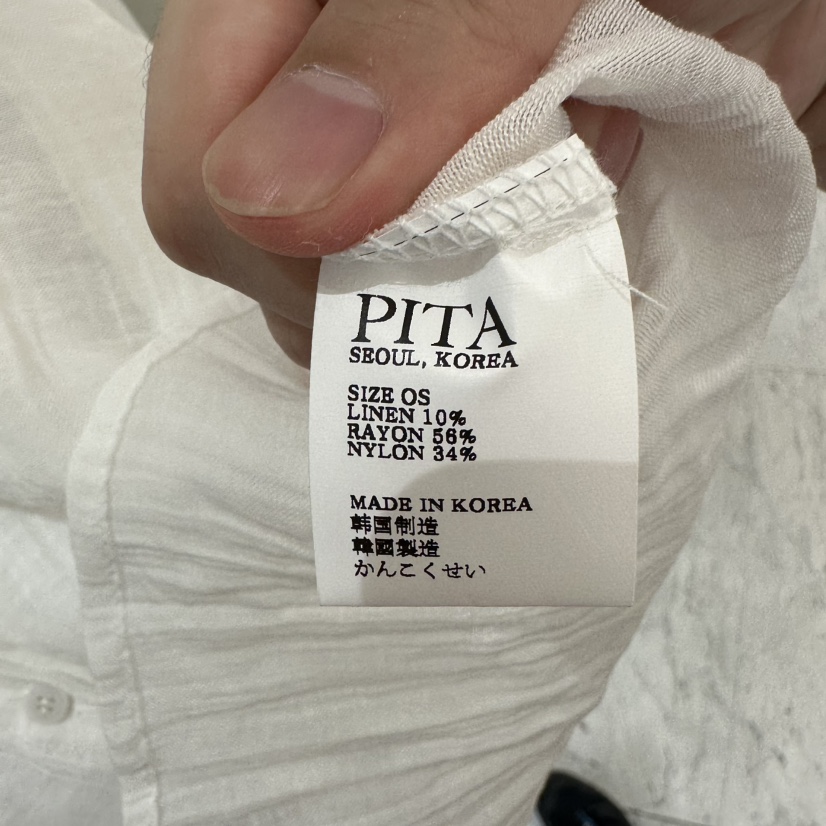 PITA
SEOUL, KOREA
SIZE OS
LINEN 10%
RAYON 56%
NYLON 34%
MADE IN KOREA
韩国制造
韓國製造
かんこくせい